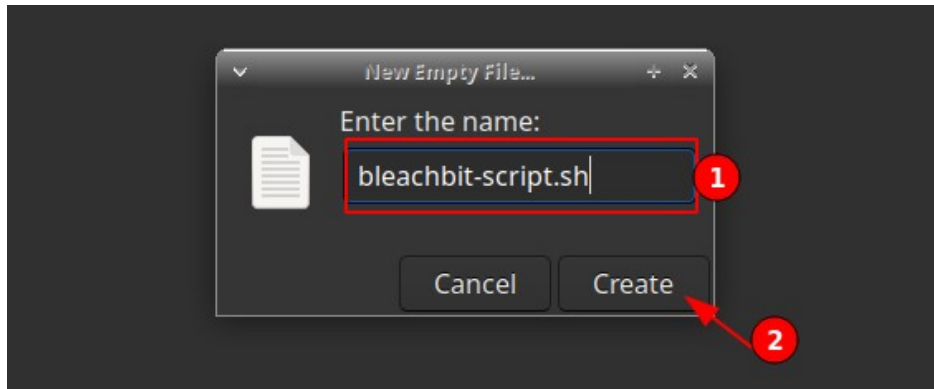 New Empty File...
Enter the name:
bleachbit-script.sh
1
Cancel Create
2